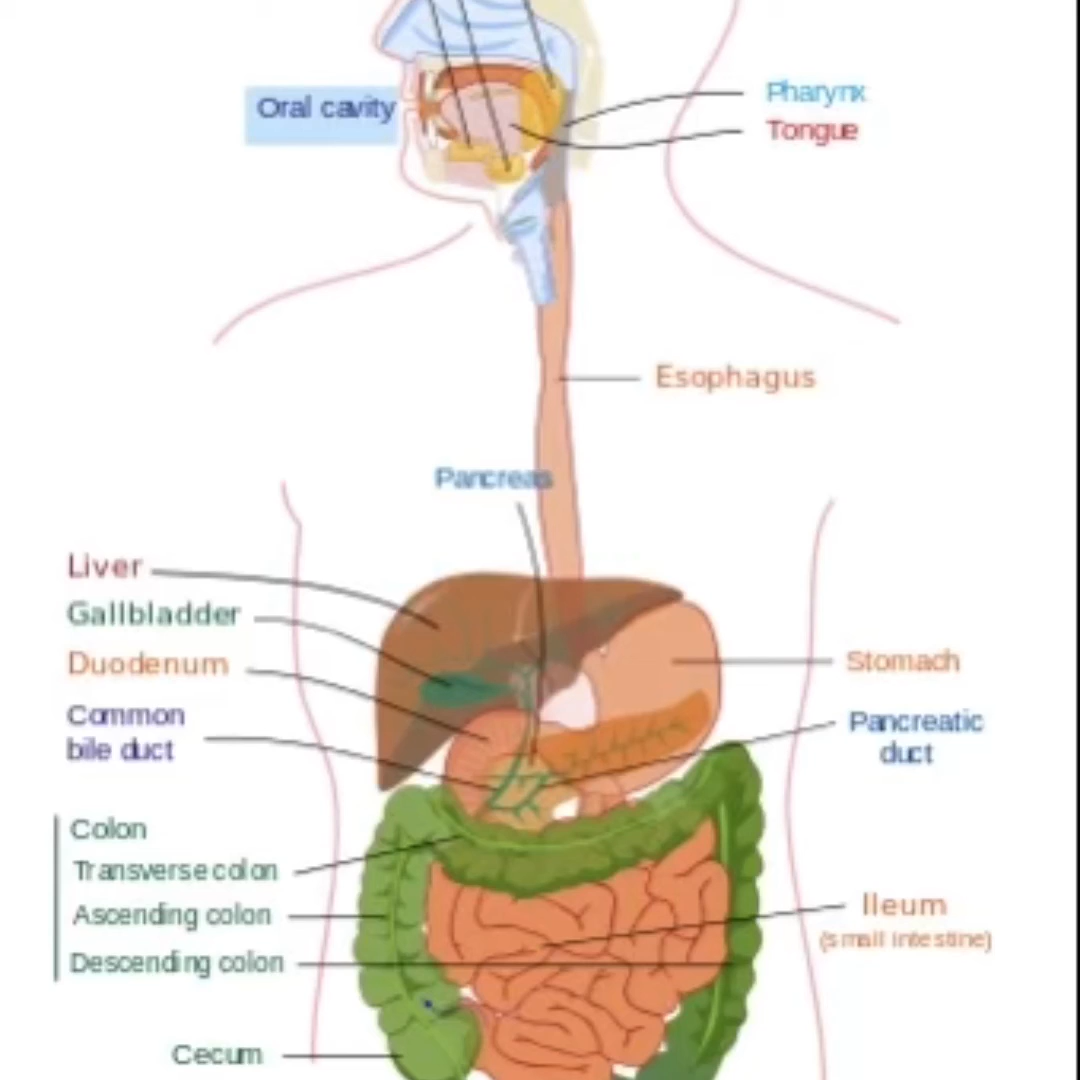 Oral cavity
Pharynx
Tongue
Esophagus
Pancreas
Liver
Gallbladder
Duodenum
Common
bile duct
Stomach
Pancreatic
duct
Colon
Transverse colon
Ascending colon
Descending colon
Ileum
(small intestine)
Cecum